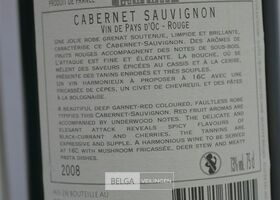 PRODUIT DE FRANCE
CABERNET SAUVIGNON
VIN DE PAYS D'OC - ROUGE
UNE JOLIE ROBE GRENAT SOUTENUE, LIMPIDE ET BRILLANTE,
CARACTÉRISE CE CABERNET SAUVIGNON. DES ARÔMES DE
FRUITS ROUGES ACCOMPAGNENT DES NOTES DE SOUS-BOIS.
L'ATTAQUE EST FINE ET ÉLÉGANTE. LA BOUCHE, OÙ SE
MÊLENT DES SAVEURS ÉPICÉES AU CASSIS ET À LA CERISE,
PRÉSENTE DES TANINS ENROBÉS ET TRÈS SOUPLES.
UN VIN HARMONIEUX À PROPOSER À 16C AVEC UNE
POÊLÉE DE CÈPES, UN CIVET DE CHEVREUIL ET DES PÂTES
À LA BOLOGNAISE.
A BEAUTIFUL DEEP GARNET-RED COLOURED, FAULTLESS ROBE
TYPIFIES THIS CABERNET-SAUVIGNON. RED FRUIT AROMAS ARE
ACCOMPANIED BY UNDERWOOD NOTES. THE DELICATE AND
ELEGANT ATTACK REVEALS SPICY FLAVOURS OF
BLACK-CURRANT AND CHERRIES. THE TANNINS ARE
EXPRESSIVE AND SUPPLE. A HARMONIOUS WINE TO BE SERVED
AT 16C WITH MUSHROOM FRICASSÉE, DEER STEW AND MEATY
PASTA DISHES.
2008
BELGA
13% vol. 75 cl
MIS EN BOUTEILLE AU